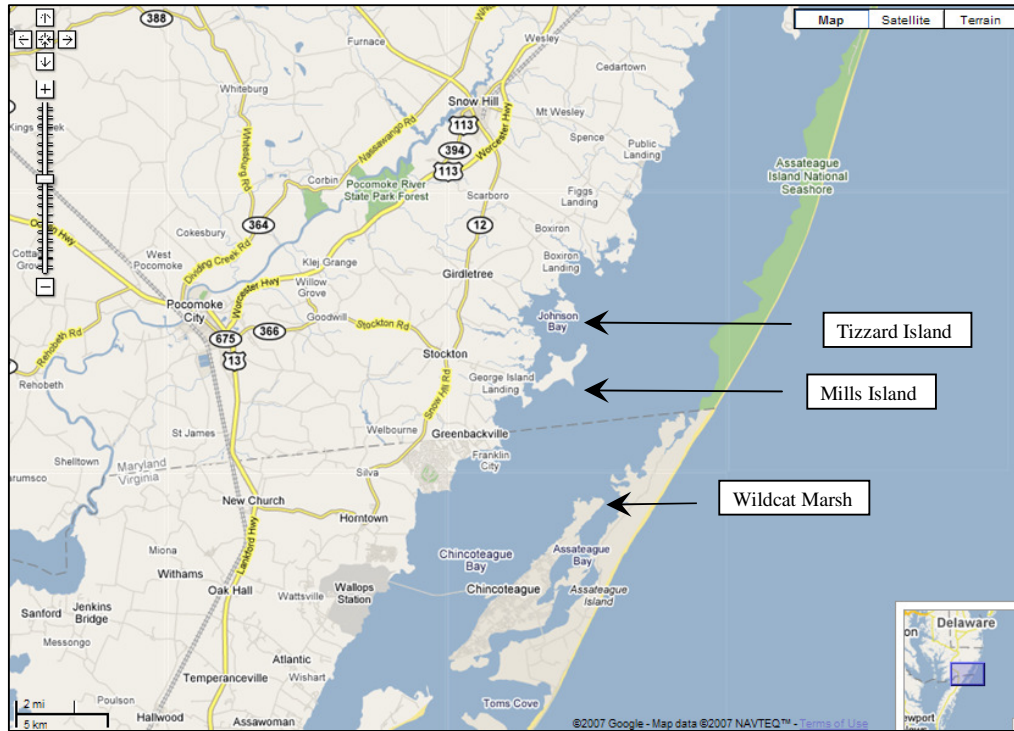 388
Furnace
Wesley
Map
Satellite
Terrain
Whiteburg
Cedartown
Snow Hill
Mt Wesley
113
Kings Creek
Whitesburg Rd
Nassawango Rd
394
Worcester Hwy
Spence
Public
Landing
113
Corbin
Pocomoke River
State Park Forest
Assateague
Island National
Seashore
Scarboro
Figgs
Landing
364
12
Cokesbury
Boxiron
Ocean Hwy
West
Pocomoke
Dividing Creek Rd
Klej Grange
Boxiron
Landing
Girdletree
Worcester Hwy
Willow
Grove
Pocomoke
City
Goodwill
Johnson
Bay
Tizzard Island
366
675
Stockton Rd
13
Stockton
Rehobeth Rd
Rehobeth
George Island
Landing
Mills Island
Snow Hill Rd
St James
Welbourne
Greenbackville
Shelltown
Maryland
Virginia
Franklin
City
Silva
Wildcat Marsh
New Church
Horntown
Lankford Hwy
Miona
Chincoteague
Bay
Assateague
Bay
Withams
Wallops
Station
Oak Hall
Wattsville
Chincoteague
Assateague
Island
Sanford
Jenkins
Bridge
Delaware
Messongo
Atlantic
Temperanceville
Wishart
2 mi
5 km
Poulson
Toms Cove
Hallwood
Assawoman
©2007 Google - Map data ©2007 NAVTEQ™ - Terms of Use